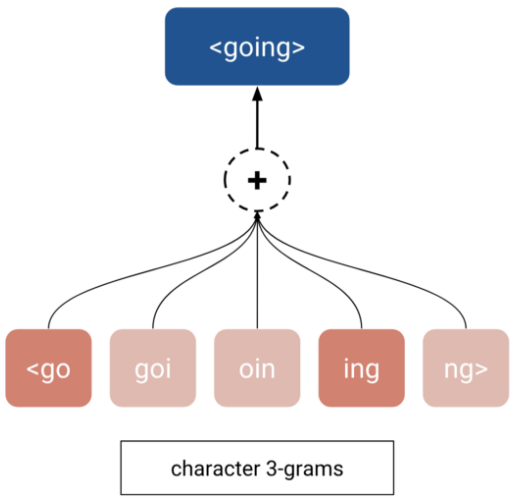 <going>
+
<go goi oin ing ng>
character 3-grams